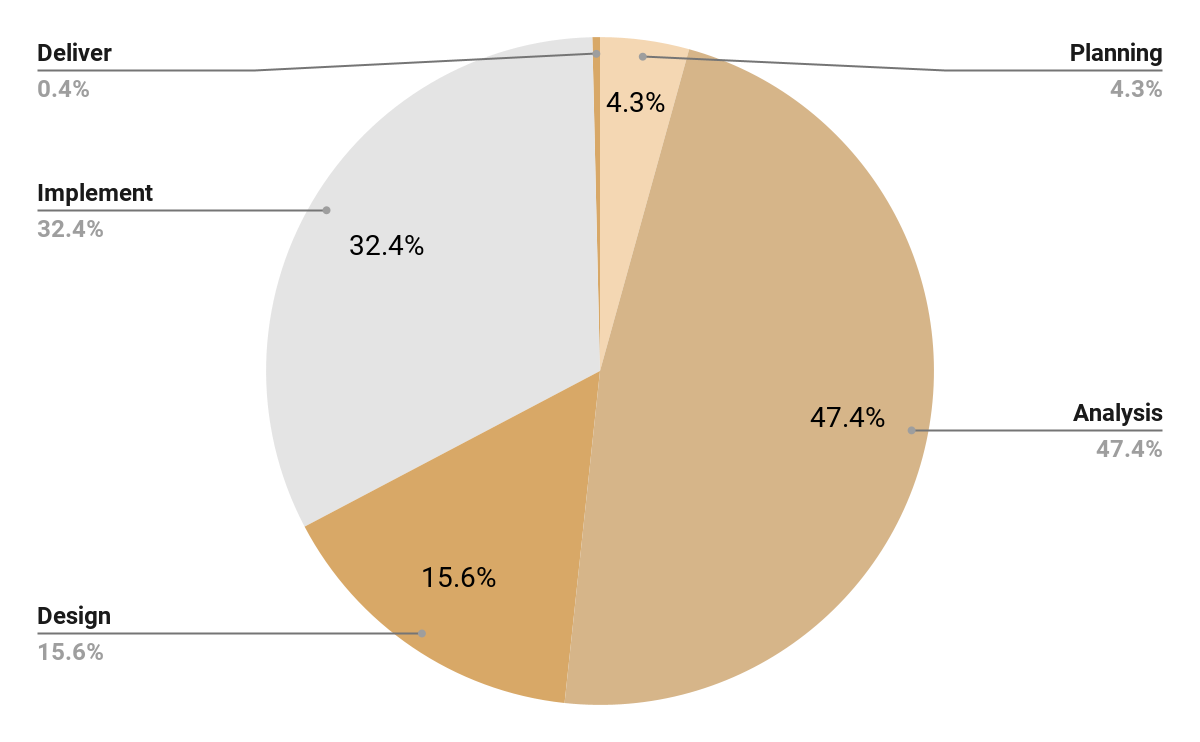 Deliver
0.4%
Planning
4.3%
4.3%
Implement
32.4%
32.4%
Analysis
47.4%
47.4%
Design
15.6%
15.6%